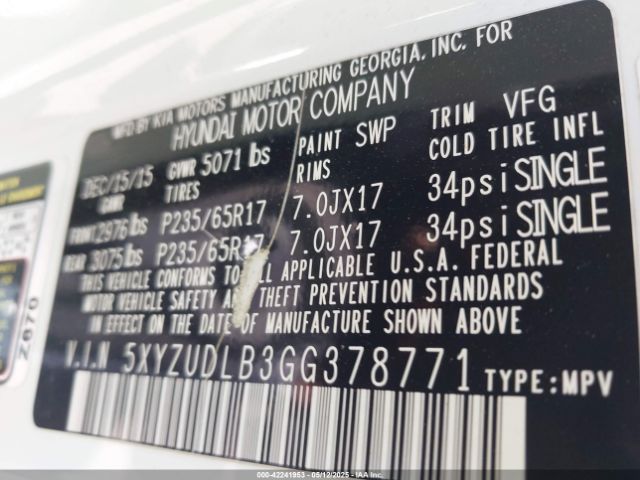 MFD BY KIA MOTORS MANUFACTURING GEORGIA, INC. FOR
HYUNDAI MOTOR COMPANY
DEC/15/15 GVWR 5071 lbs PAINT SWP TRIM VFG
GAWR TIRES RIMS COLD TIRE INFL
FRONT 2976 lbs P235/65R17 7.0JX17 34psi SINGLE
REAR 3075 lbs P235/65R17 7.0JX17 34psi SINGLE
THIS VEHICLE CONFORMS TO ALL APPLICABLE U.S.A. FEDERAL
MOTOR VEHICLE SAFETY AND THEFT PREVENTION STANDARDS
IN EFFECT ON THE DATE OF MANUFACTURE SHOWN ABOVE
V.I.N 5XYZUDLB3GG378771 TYPE:MPV
Z670
000-42241953 - 05/12/2025 - IAA Inc.